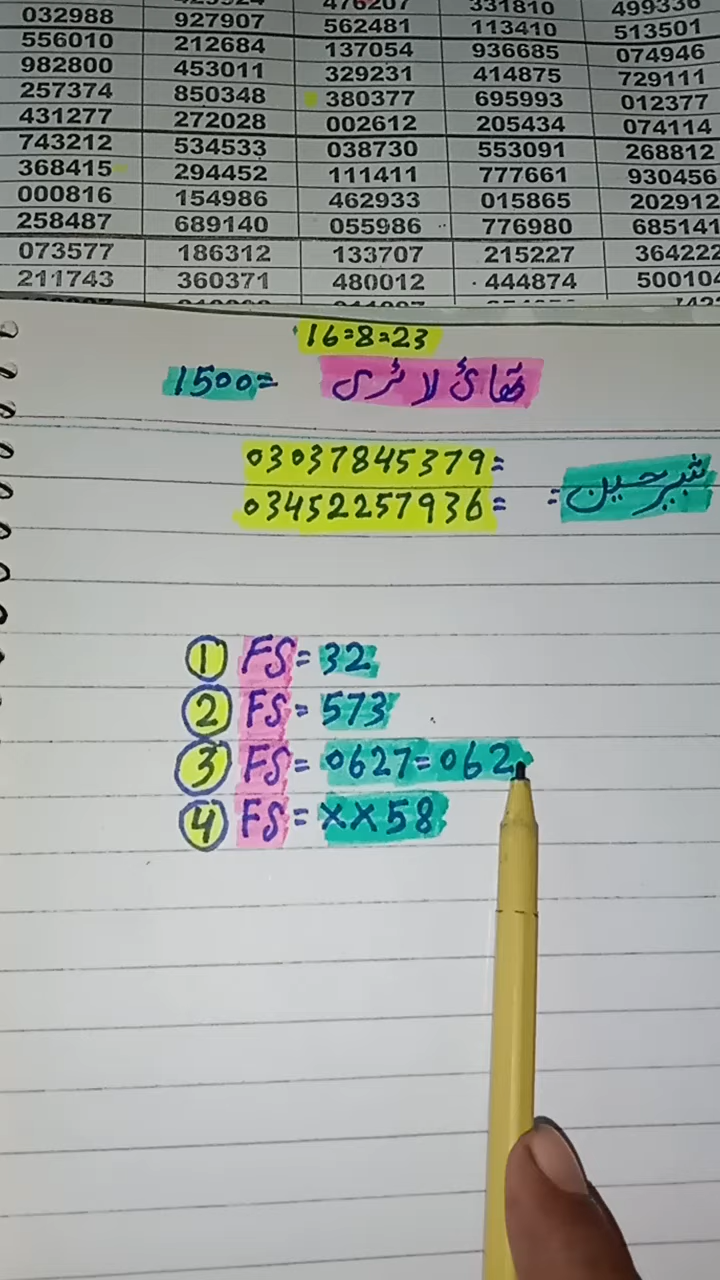 476207 331810 499336
032988 927907 562481 113410 513501
556010 212684 137054 936685 074946
982800 453011 329231 414875 729111
257374 850348 380377 695993 012377
431277 272028 002612 205434 074114
743212 534533 038730 553091 268812
368415 294452 111411 777661 930456
000816 154986 462933 015865 202912
258487 689140 055986 776980 685141
073577 186312 133707 215227 364222
211743 360371 480012 444874 500104
16=8=23
1500= تھائ لاٹری
03037845379=
03452257936= = شبیر حسین
1 FS = 32
2 FS = 573
3 FS = 0627=062
4 FS = XX58